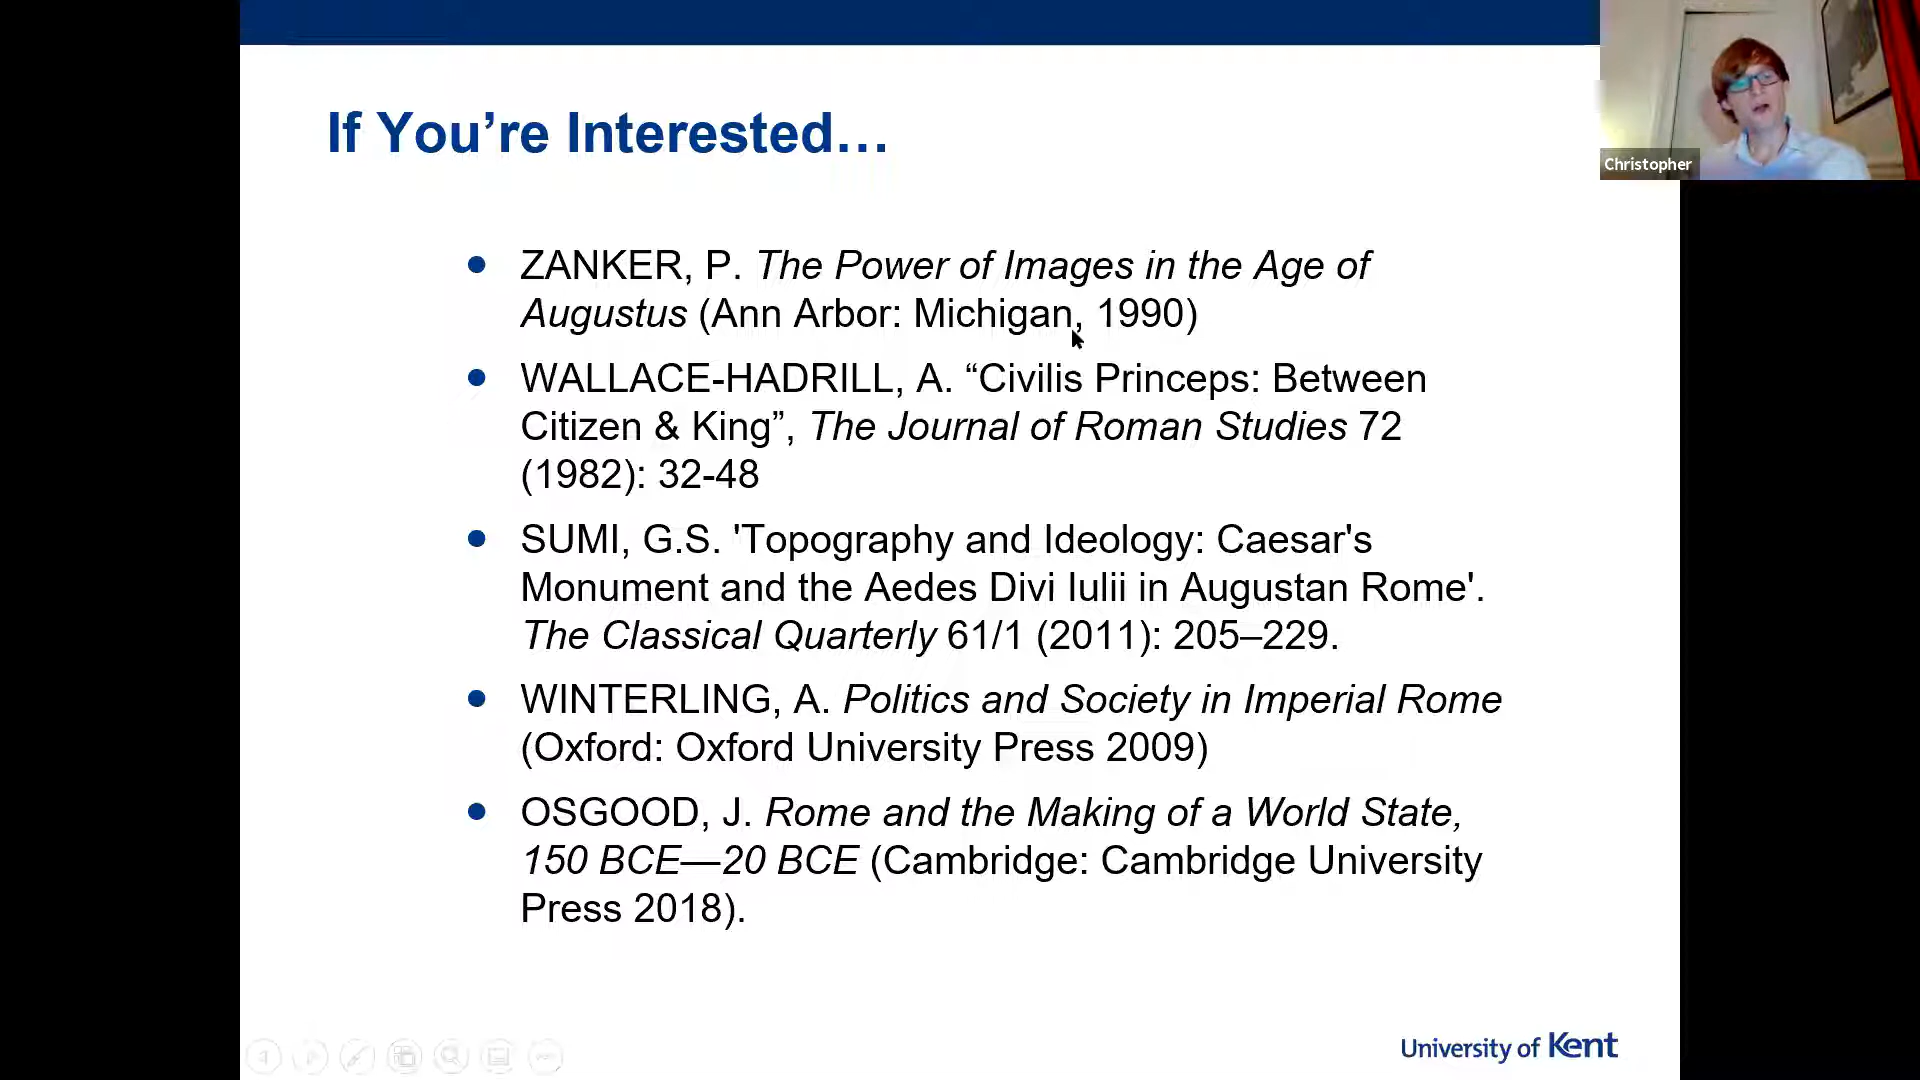 If You’re Interested…
Christopher
ZANKER, P. The Power of Images in the Age of
Augustus (Ann Arbor: Michigan, 1990)
WALLACE-HADRILL, A. “Civilis Princeps: Between
Citizen & King”, The Journal of Roman Studies 72
(1982): 32-48
SUMI, G.S. 'Topography and Ideology: Caesar's
Monument and the Aedes Divi Iulii in Augustan Rome'.
The Classical Quarterly 61/1 (2011): 205–229.
WINTERLING, A. Politics and Society in Imperial Rome
(Oxford: Oxford University Press 2009)
OSGOOD, J. Rome and the Making of a World State,
150 BCE—20 BCE (Cambridge: Cambridge University
Press 2018).
University of Kent